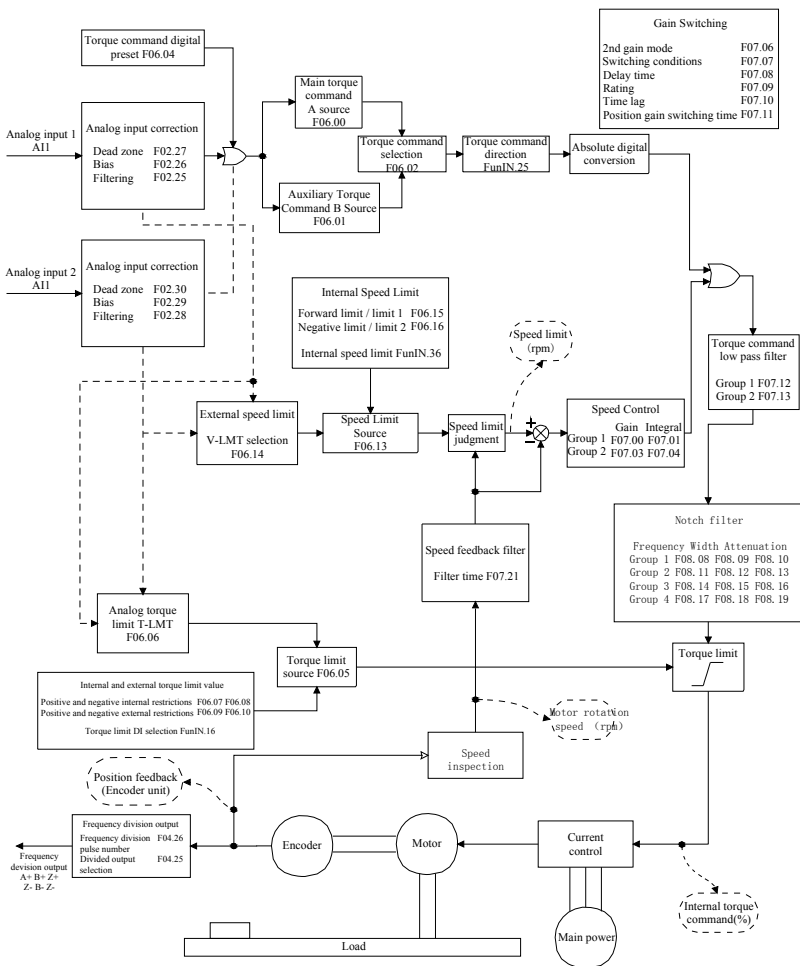 Gain Switching
2nd gain mode F07.06
Switching conditions F07.07
Delay time F07.08
Rating F07.09
Time lag F07.10
Position gain switching time F07.11
Torque command digital
preset F06.04
Main torque
command
A source
F06.00
Analog input 1
AI1
Analog input correction
Dead zone F02.27
Bias F02.26
Filtering F02.25
Torque command
selection
F06.02
Torque command
direction
FunIN.25
Absolute digital
conversion
Auxiliary Torque
Command B Source
F06.01
Analog input 2
AI1
Analog input correction
Dead zone F02.30
Bias F02.29
Filtering F02.28
Internal Speed Limit
Forward limit / limit 1 F06.15
Negative limit / limit 2 F06.16
Internal speed limit FunIN.36
Speed limit
(rpm)
Torque command
low pass filter
Group 1 F07.12
Group 2 F07.13
External speed limit
V-LMT selection
F06.14
Speed Limit
Source
F06.13
Speed limit
judgment
+
−
Speed Control
Gain Integral
Group 1 F07.00 F07.01
Group 2 F07.03 F07.04
Speed feedback filter
Filter time F07.21
Notch filter
Frequency Width Attenuation
Group 1 F08.08 F08.09 F08.10
Group 2 F08.11 F08.12 F08.13
Group 3 F08.14 F08.15 F08.16
Group 4 F08.17 F08.18 F08.19
Analog torque
limit T-LMT
F06.06
Torque limit
source F06.05
Torque limit
Internal and external torque limit value
Positive and negative internal restrictions F06.07 F06.08
Positive and negative external restrictions F06.09 F06.10
Torque limit DI selection FunIN.16
Motor rotation
speed (rpm)
Speed
inspection
Position feedback
(Encoder unit)
Frequency division output
Frequency division F04.26
pulse number
Divided output F04.25
selection
Frequency
devision output
A+ B+ Z+
Z- B- Z-
Encoder
Motor
Current
control
Internal torque
command(%)
Main power
Load